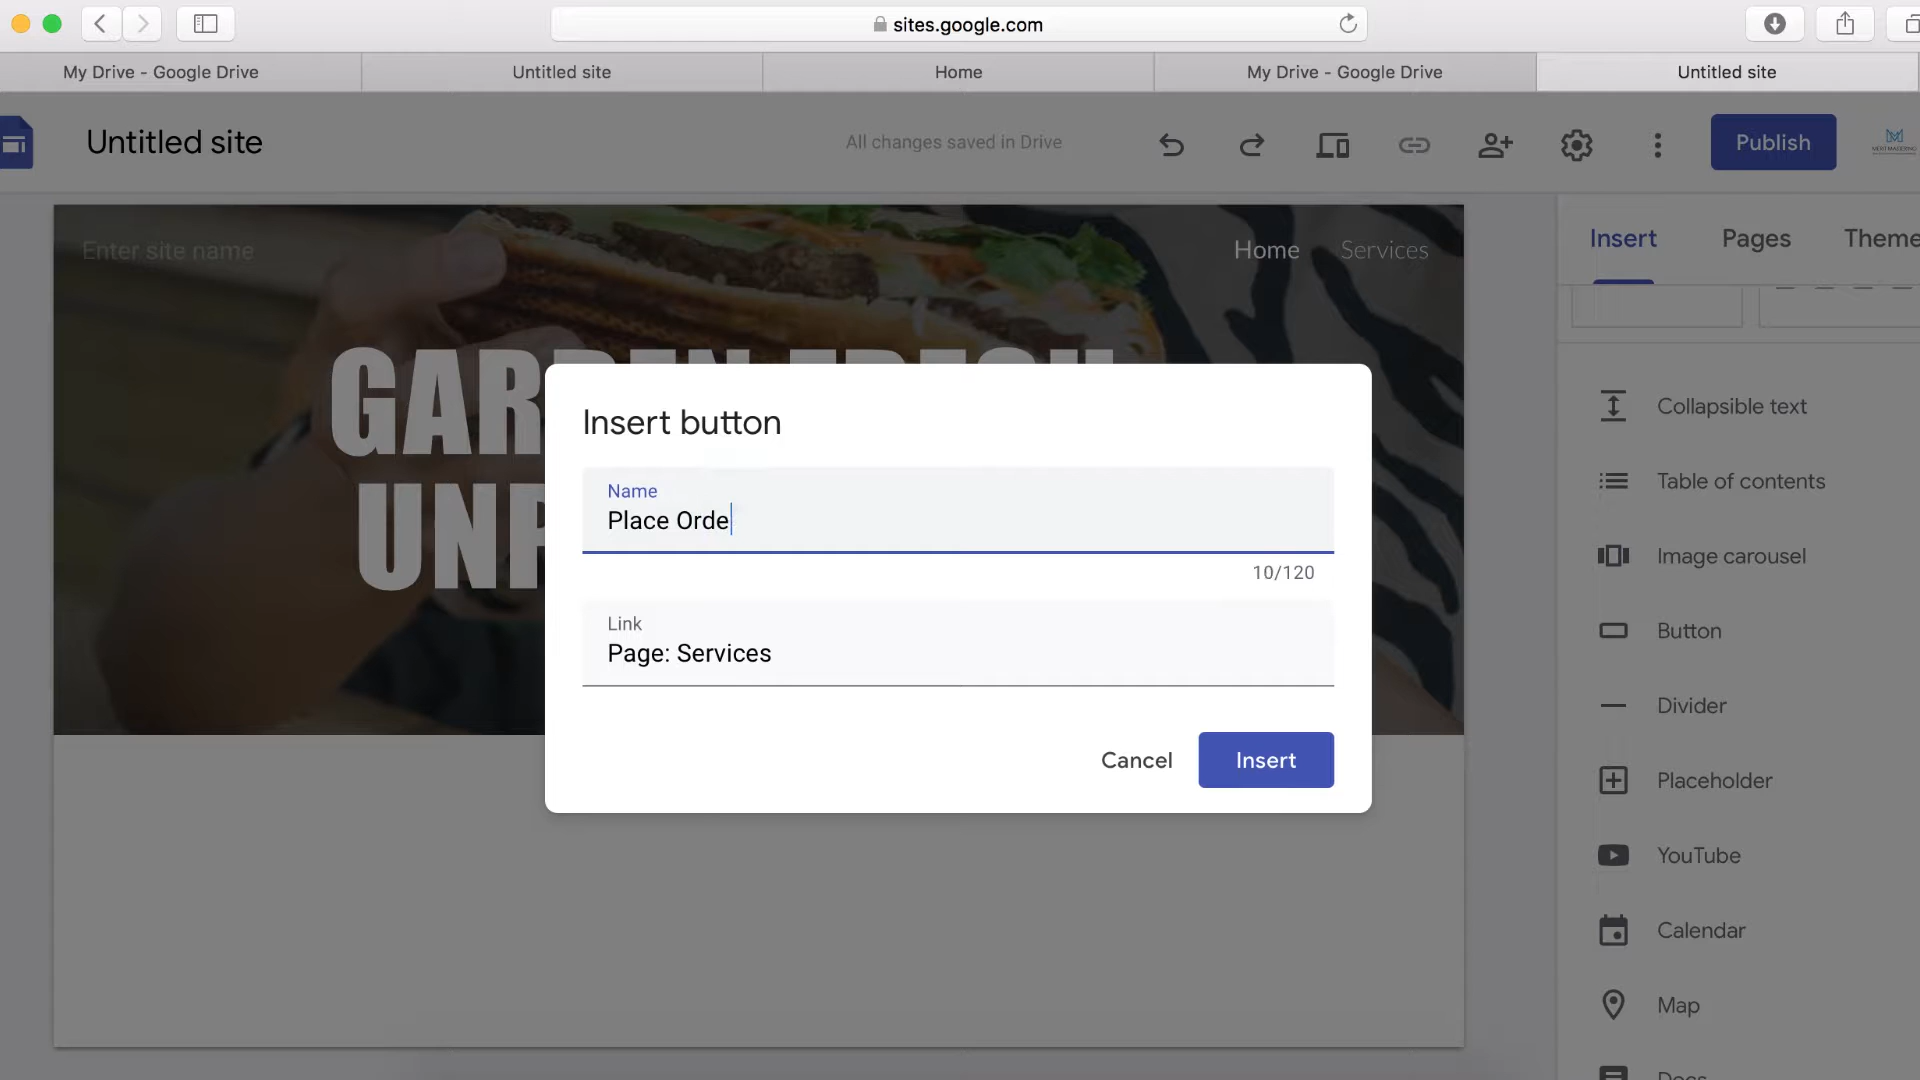 sites.google.com
My Drive - Google Drive
Untitled site
Home
My Drive - Google Drive
Untitled site
Untitled site
All changes saved in Drive
Publish
Enter site name
Home
Services
Insert
Pages
Theme
GARDEN FRESH
Insert button
Name
Place Orde
10/120
Link
Page: Services
Cancel
Insert
Collapsible text
Table of contents
Image carousel
Button
Divider
Placeholder
YouTube
Calendar
Map
Docs